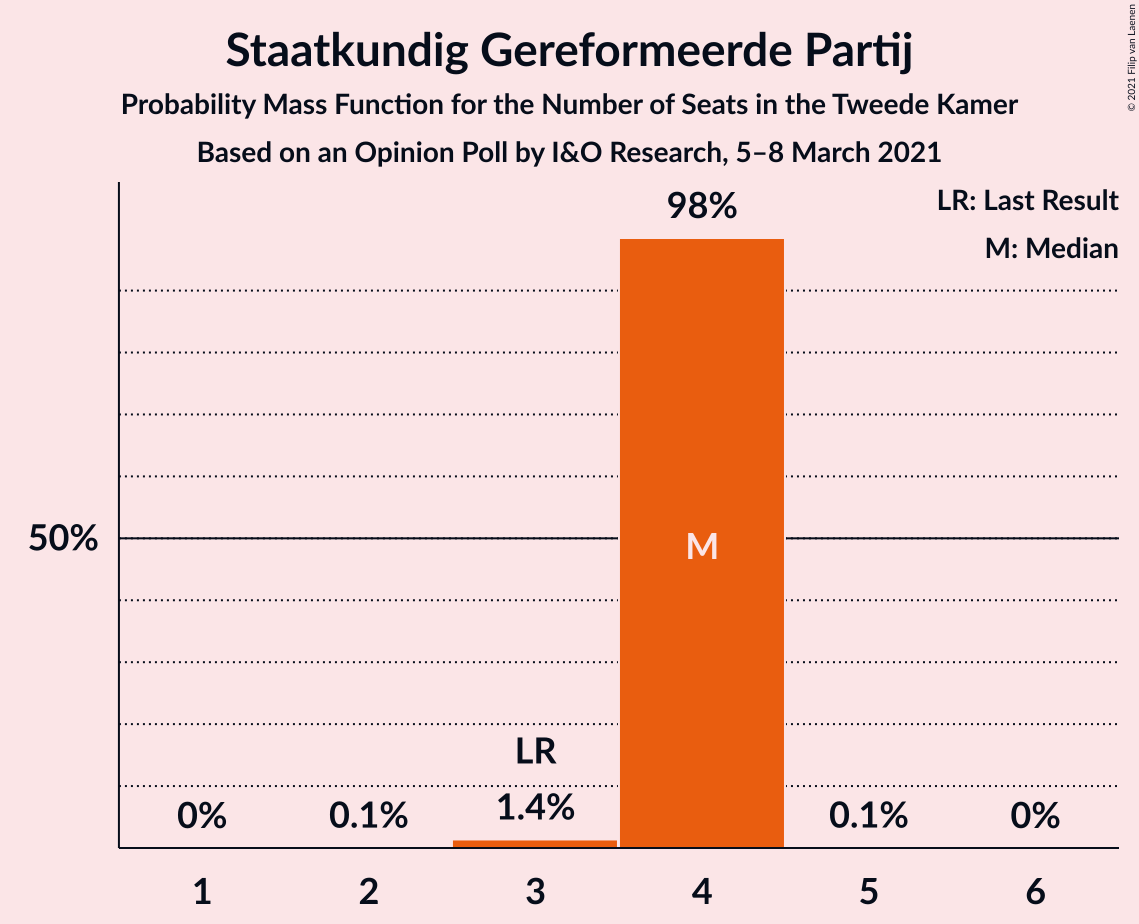 Staatkundig Gereformeerde Partij
Probability Mass Function for the Number of Seats in the Tweede Kamer
Based on an Opinion Poll by I&O Research, 5–8 March 2021
© 2021 Filip van Laenen
LR: Last Result
M: Median
98%
50%
M
LR
0%
0.1%
1.4%
0.1%
0%
1
2
3
4
5
6